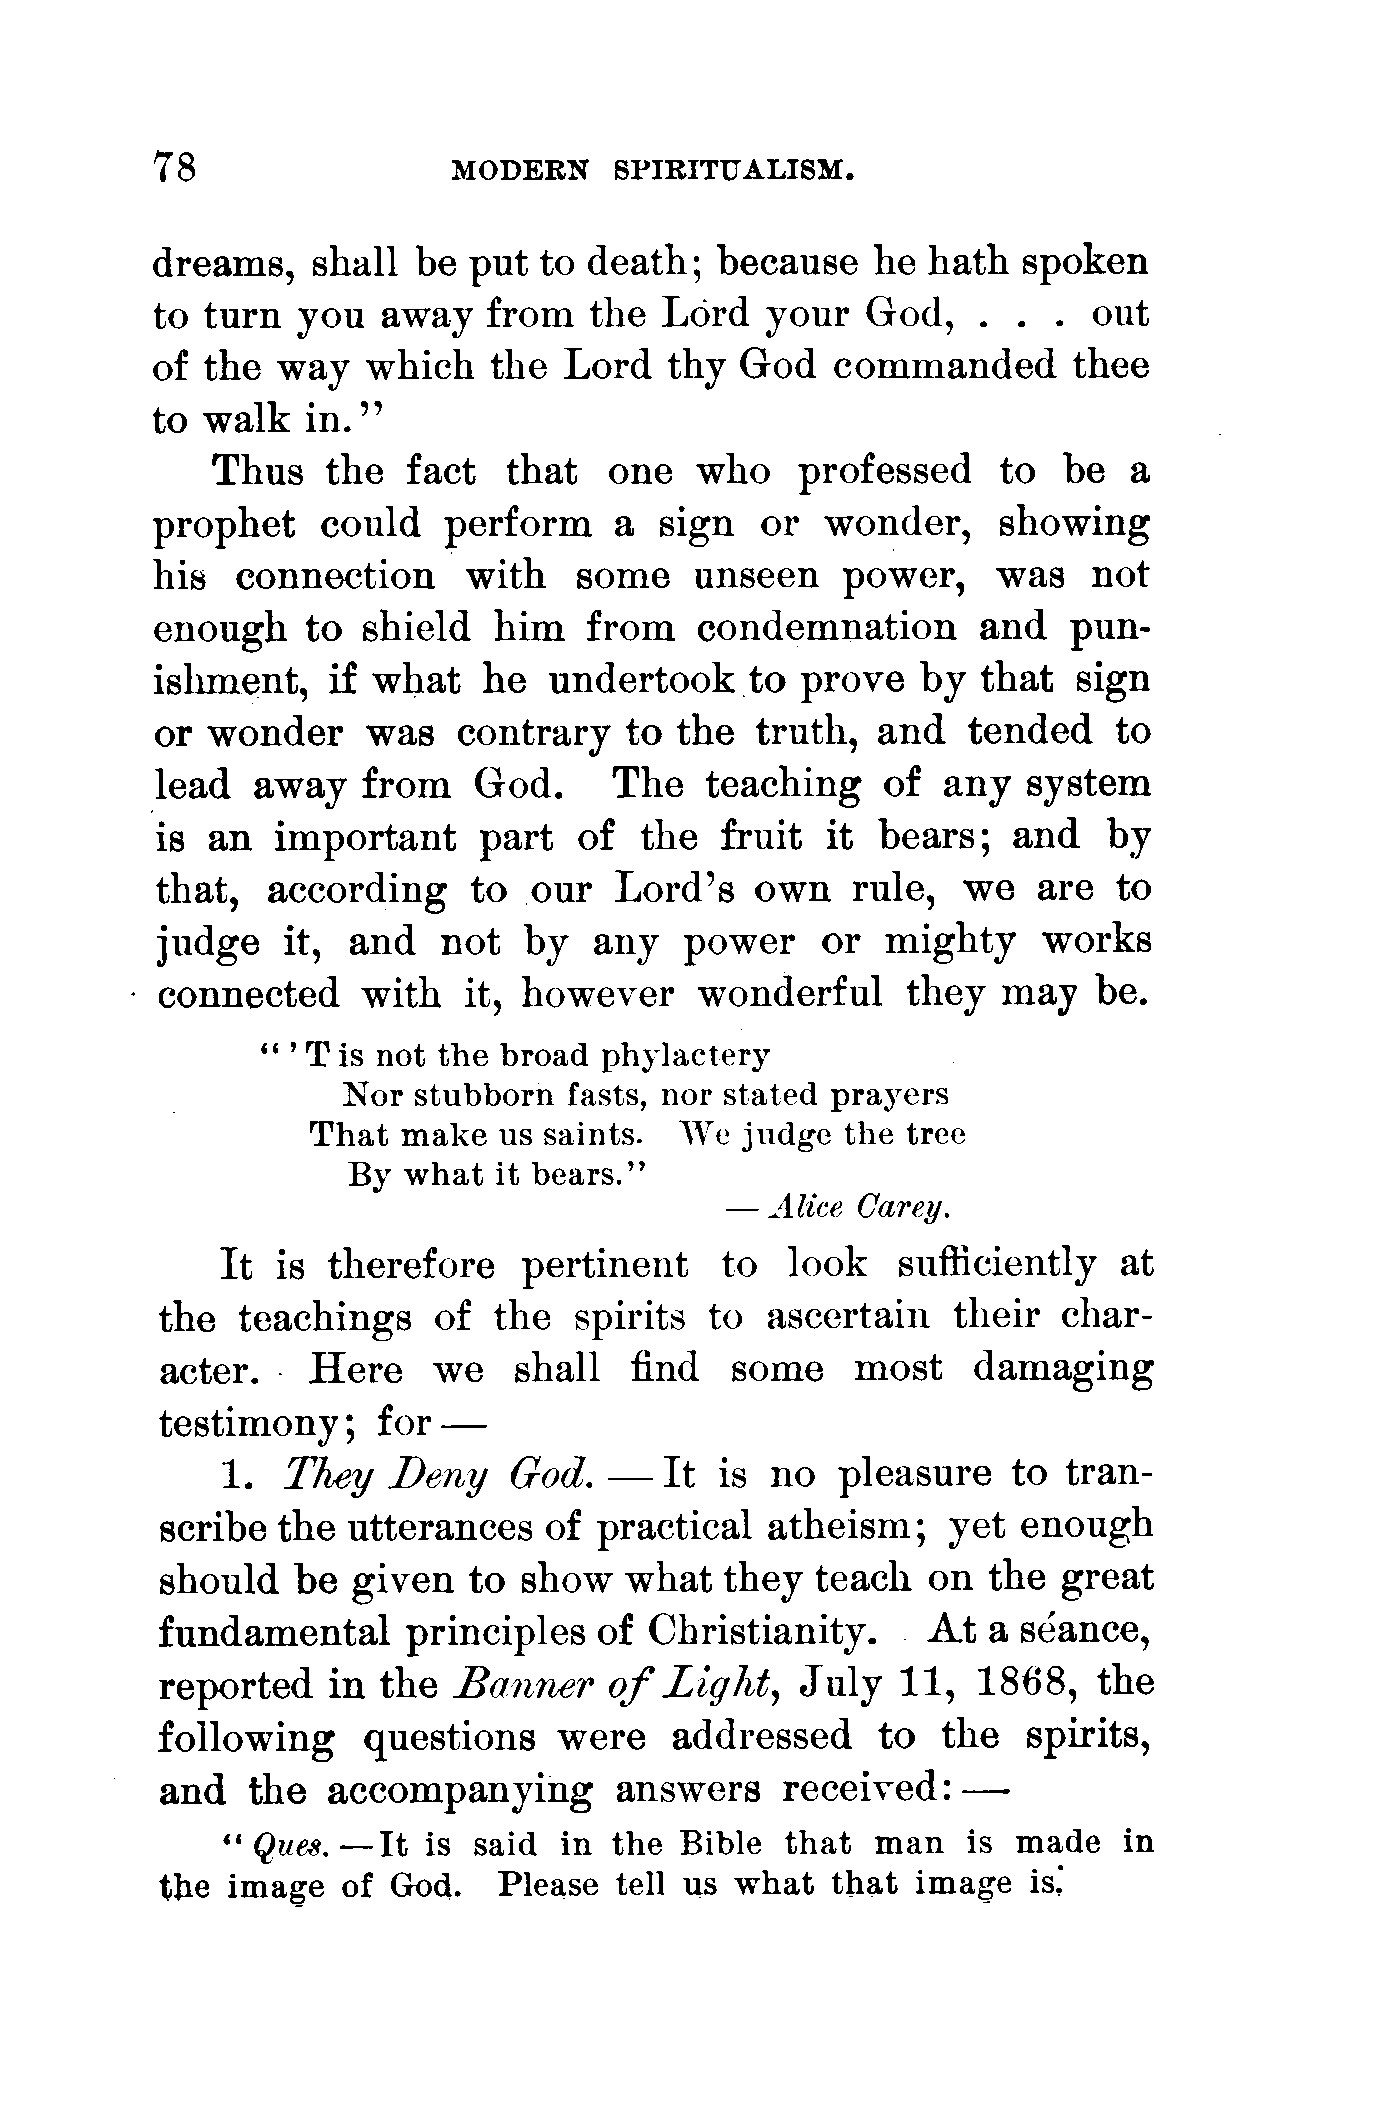 78 MODERN SPIRITUALISM.
dreams, shall be put to death; because he hath spoken
to turn you away from the Lord your God, . . . out
of the way which the Lord thy God commanded thee
to walk in."
Thus the fact that one who professed to be a
prophet could perform a sign or wonder, showing
his connection with some unseen power, was not
enough to shield him from condemnation and pun-
ishment, if what he undertook to prove by that sign
or wonder was contrary to the truth, and tended to
lead away from God. The teaching of any system
is an important part of the fruit it bears; and by
that, according to our Lord's own rule, we are to
judge it, and not by any power or mighty works
connected with it, however wonderful they may be.
"'T is not the broad phylactery
Nor stubborn fasts, nor stated prayers
That make us saints. We judge the tree
By what it bears."
— Alice Carey.
It is therefore pertinent to look sufficiently at
the teachings of the spirits to ascertain their char-
acter. Here we shall find some most damaging
testimony; for —
1. They Deny God. — It is no pleasure to tran-
scribe the utterances of practical atheism; yet enough
should be given to show what they teach on the great
fundamental principles of Christianity. At a séance,
reported in the Banner of Light, July 11, 1868, the
following questions were addressed to the spirits,
and the accompanying answers received: —
"Ques. — It is said in the Bible that man is made in
the image of God. Please tell us what that image is.